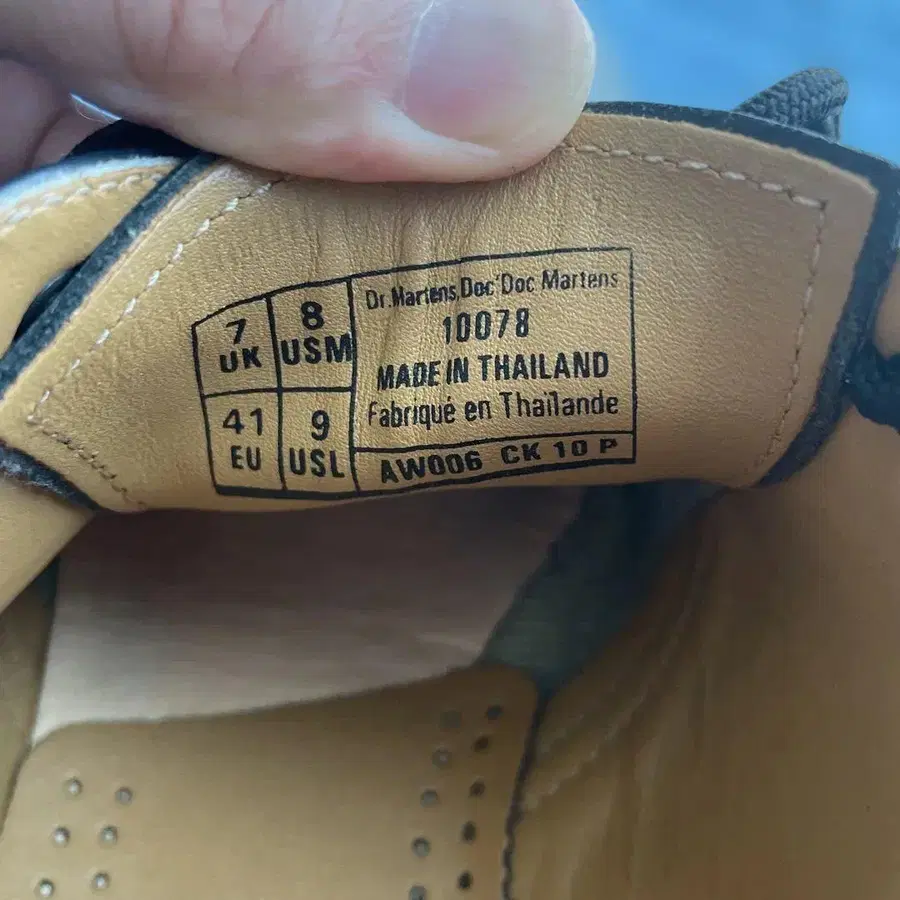 7 UK
8 USM
41 EU
9 USL
Dr.Martens,Doc'Doc Martens
10078
MADE IN THAILAND
Fabriqué en Thaïlande
AW006 CK 10 P